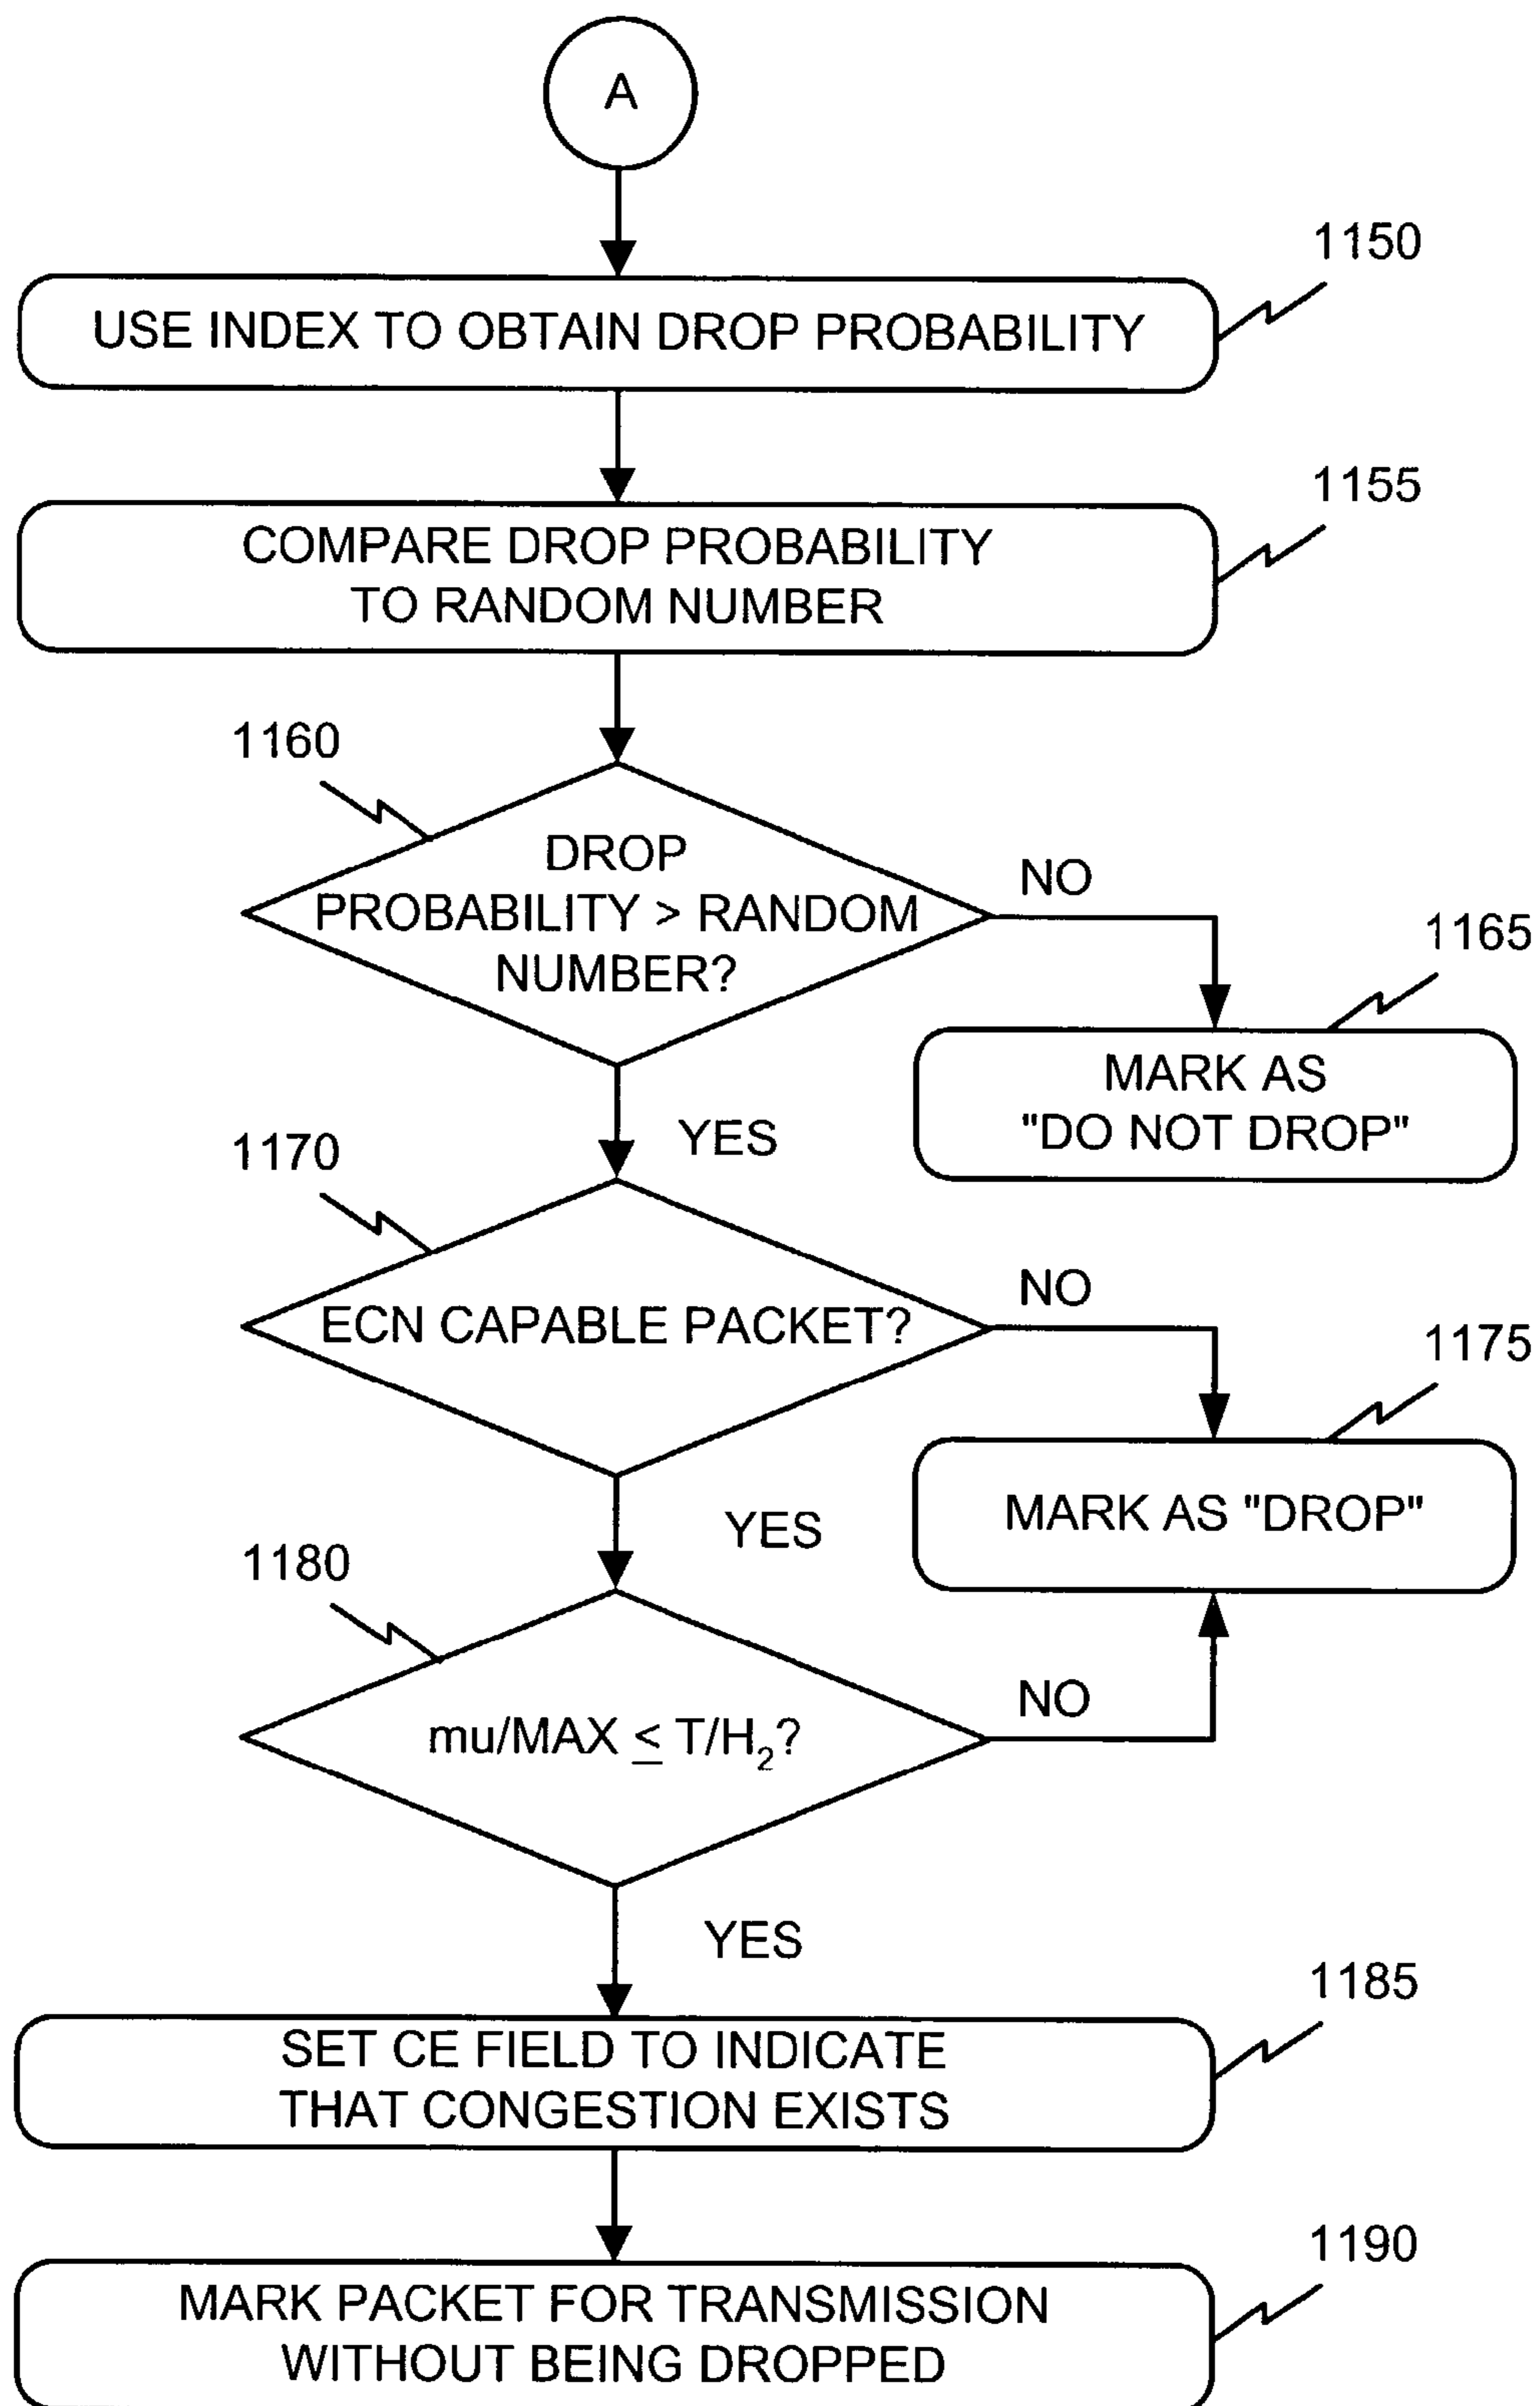 A
1150
USE INDEX TO OBTAIN DROP PROBABILITY
1155
COMPARE DROP PROBABILITY
TO RANDOM NUMBER
1160
DROP
PROBABILITY > RANDOM
NUMBER?
NO
1165
MARK AS
"DO NOT DROP"
YES
1170
ECN CAPABLE PACKET?
NO
1175
MARK AS "DROP"
YES
1180
mu/MAX ≤ T/H₂?
NO
YES
1185
SET CE FIELD TO INDICATE
THAT CONGESTION EXISTS
1190
MARK PACKET FOR TRANSMISSION
WITHOUT BEING DROPPED